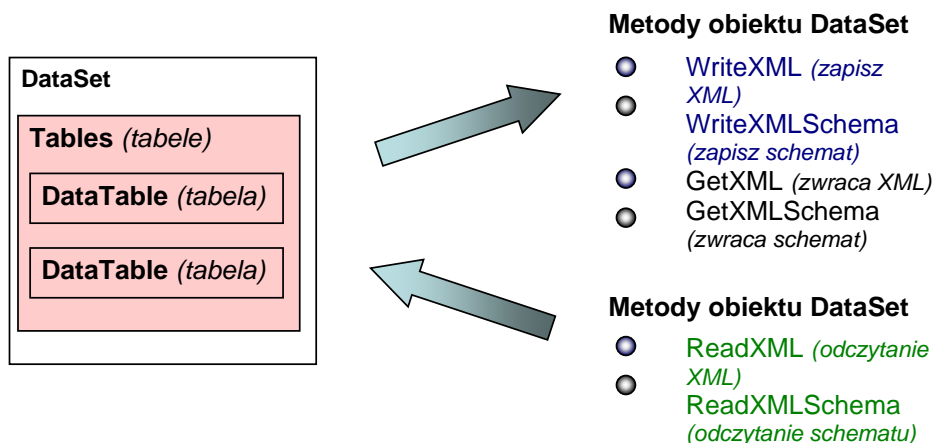 DataSet
Tables (tabele)
DataTable (tabela)
DataTable (tabela)
Metody obiektu DataSet
WriteXML (zapisz
XML)
WriteXMLSchema
(zapisz schemat)
GetXML (zwraca XML)
GetXMLSchema
(zwraca schemat)
Metody obiektu DataSet
ReadXML (odczytanie
XML)
ReadXMLSchema
(odczytanie schematu)